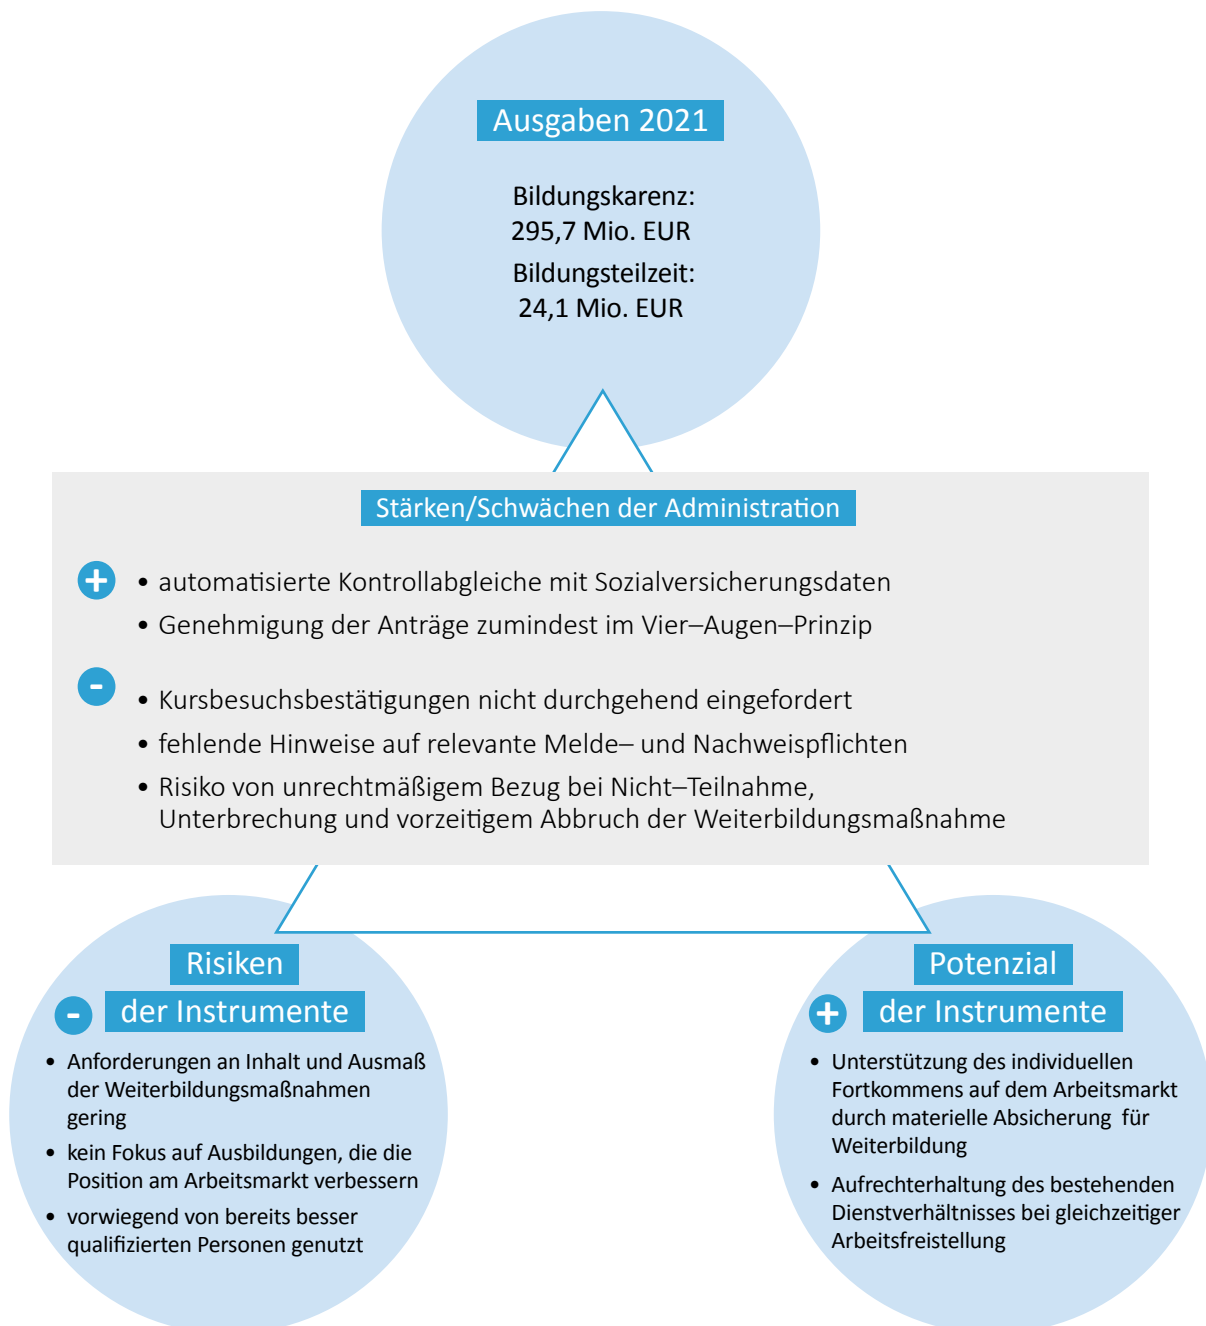 Ausgaben 2021
Bildungskarenz:
295,7 Mio. EUR
Bildungsteilzeit:
24,1 Mio. EUR
Stärken/Schwächen der Administration
+
• automatisierte Kontrollabgleiche mit Sozialversicherungsdaten
• Genehmigung der Anträge zumindest im Vier–Augen–Prinzip
-
• Kursbesuchsbestätigungen nicht durchgehend eingefordert
• fehlende Hinweise auf relevante Melde– und Nachweispflichten
• Risiko von unrechtmäßigem Bezug bei Nicht–Teilnahme,
Unterbrechung und vorzeitigem Abbruch der Weiterbildungsmaßnahme
Risiken
- der Instrumente
• Anforderungen an Inhalt und Ausmaß
der Weiterbildungsmaßnahmen
gering
• kein Fokus auf Ausbildungen, die die
Position am Arbeitsmarkt verbessern
• vorwiegend von bereits besser
qualifizierten Personen genutzt
Potenzial
+ der Instrumente
• Unterstützung des individuellen
Fortkommens auf dem Arbeitsmarkt
durch materielle Absicherung für
Weiterbildung
• Aufrechterhaltung des bestehenden
Dienstverhältnisses bei gleichzeitiger
Arbeitsfreistellung